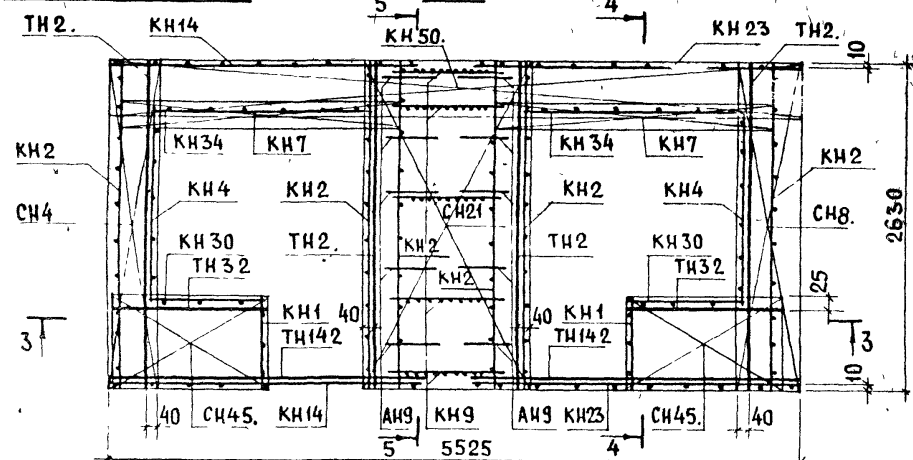 5 4
ТН2. КН14 КН50. КН23 ТН2. 10
КН34 КН7 КН34 КН7
КН2 КН4 КН2 КН2 КН4 КН2
СН4 СН21 СН8. 2630
КН30 ТН2. КН2 ТН2 КН30
ТН32 КН2 ТН32 25
КН1 40 40 КН1
3 ТН142 ТН142 3
10
40 СН45. КН14 АН9 КН9 АН9 КН23 СН45. 40
5 5525 4